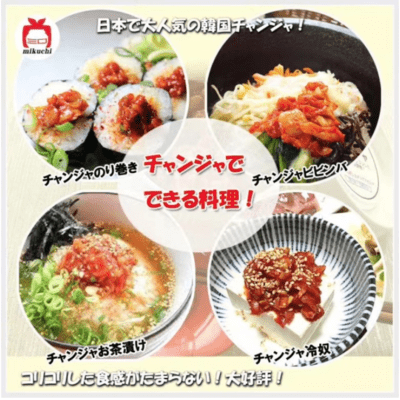 日本で大人気の韓国チャンジャ!
mikuchi
チャンジャのり巻き
チャンジャビビンバ
チャンジャで
できる料理!
チャンジャお茶漬け
チャンジャ冷奴
コリコリした食感がたまらない!大好評!